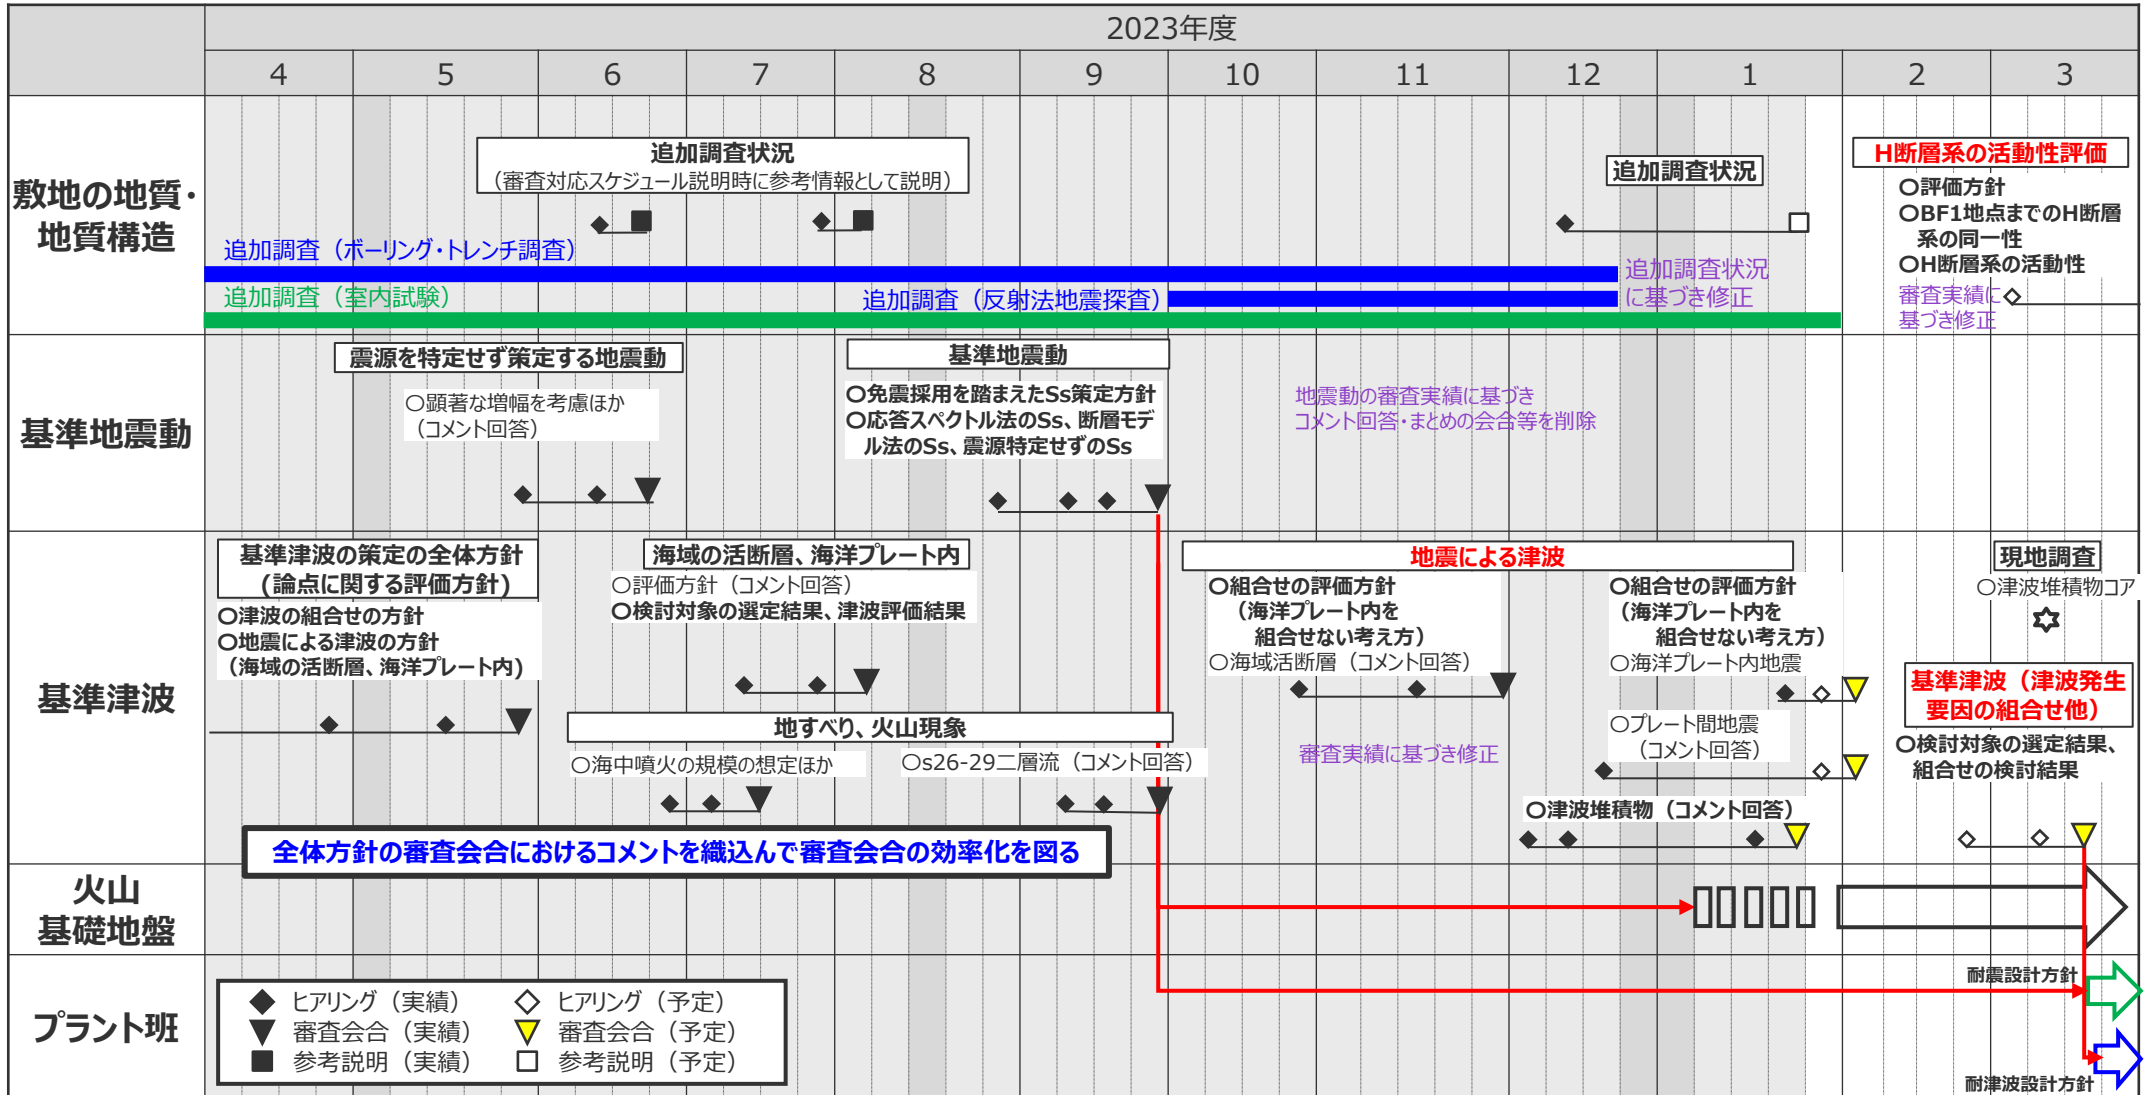 2023年度
4 5 6 7 8 9 10 11 12 1 2 3
敷地の地質・
地質構造
追加調査状況
（審査対応スケジュール説明時に参考情報として説明）
追加調査（ボーリング・トレンチ調査）
追加調査（室内試験）
追加調査（反射法地震探査）
追加調査状況
追加調査状況
に基づき修正
H断層系の活動性評価
〇評価方針
〇BF1地点までのH断層
系の同一性
〇H断層系の活動性
審査実績に
基づき修正
基準地震動
震源を特定せず策定する地震動
〇顕著な増幅を考慮ほか
（コメント回答）
基準地震動
〇免震採用を踏まえたSs策定方針
〇応答スペクトル法のSs、断層モデ
ル法のSs、震源特定せずのSs
地震動の審査実績に基づき
コメント回答・まとめの会合等を削除
基準津波
基準津波の策定の全体方針
(論点に関する評価方針)
〇津波の組合せの方針
〇地震による津波の方針
（海域の活断層、海洋プレート内)
海域の活断層、海洋プレート内
〇評価方針（コメント回答）
〇検討対象の選定結果、津波評価結果
地すべり、火山現象
〇海中噴火の規模の想定ほか
〇s26-29二層流（コメント回答）
全体方針の審査会合におけるコメントを織込んで審査会合の効率化を図る
地震による津波
〇組合せの評価方針
（海洋プレート内を
組合せない考え方）
〇海域活断層（コメント回答）
審査実績に基づき修正
〇組合せの評価方針
（海洋プレート内を
組合せない考え方）
〇海洋プレート内地震
〇プレート間地震
（コメント回答）
〇津波堆積物（コメント回答）
現地調査
〇津波堆積物コア
基準津波（津波発生
要因の組合せ他）
〇検討対象の選定結果、
組合せの検討結果
火山
基礎地盤
プラント班
ヒアリング（実績）
審査会合（実績）
参考説明（実績）
ヒアリング（予定）
審査会合（予定）
参考説明（予定）
耐震設計方針
耐津波設計方針